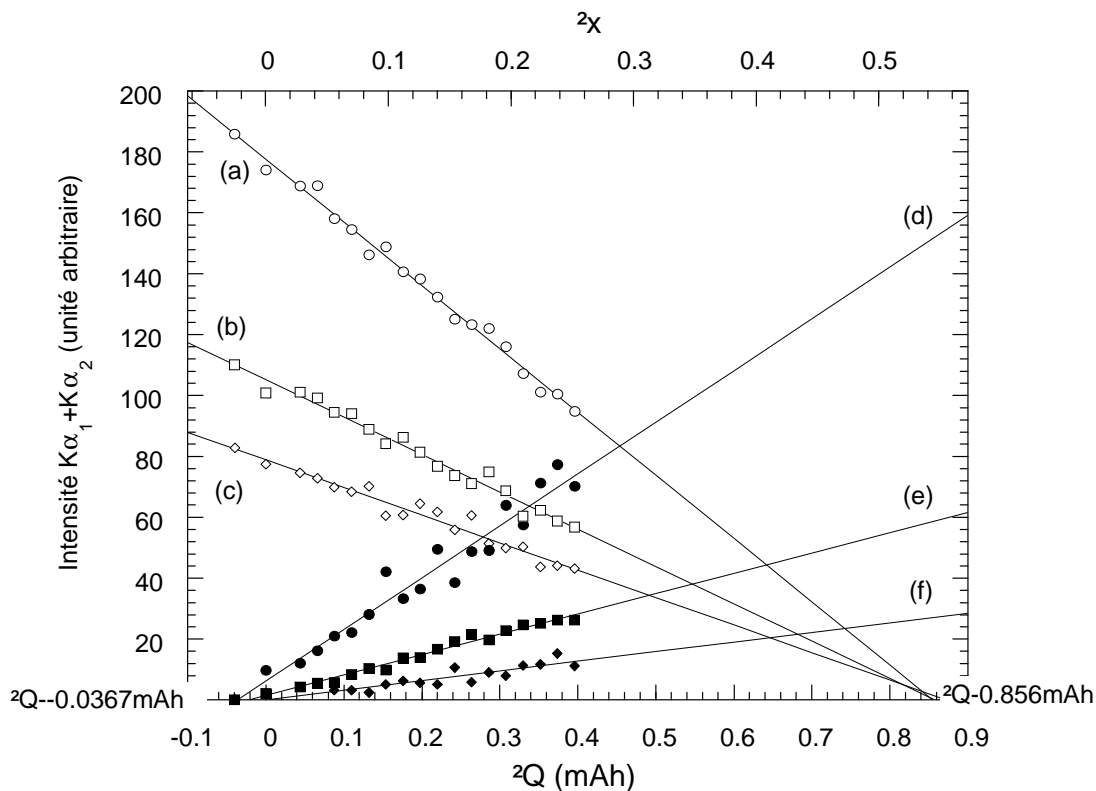 ²x
0 0.1 0.2 0.3 0.4 0.5
200
180
160
140
120
100
80
60
40
20
Intensité Kα₁+Kα₂ (unité arbitraire)
(a)
(b)
(c)
(d)
(e)
(f)
²Q--0.0367mAh
²Q-0.856mAh
-0.1 0 0.1 0.2 0.3 0.4 0.5 0.6 0.7 0.8 0.9
²Q (mAh)